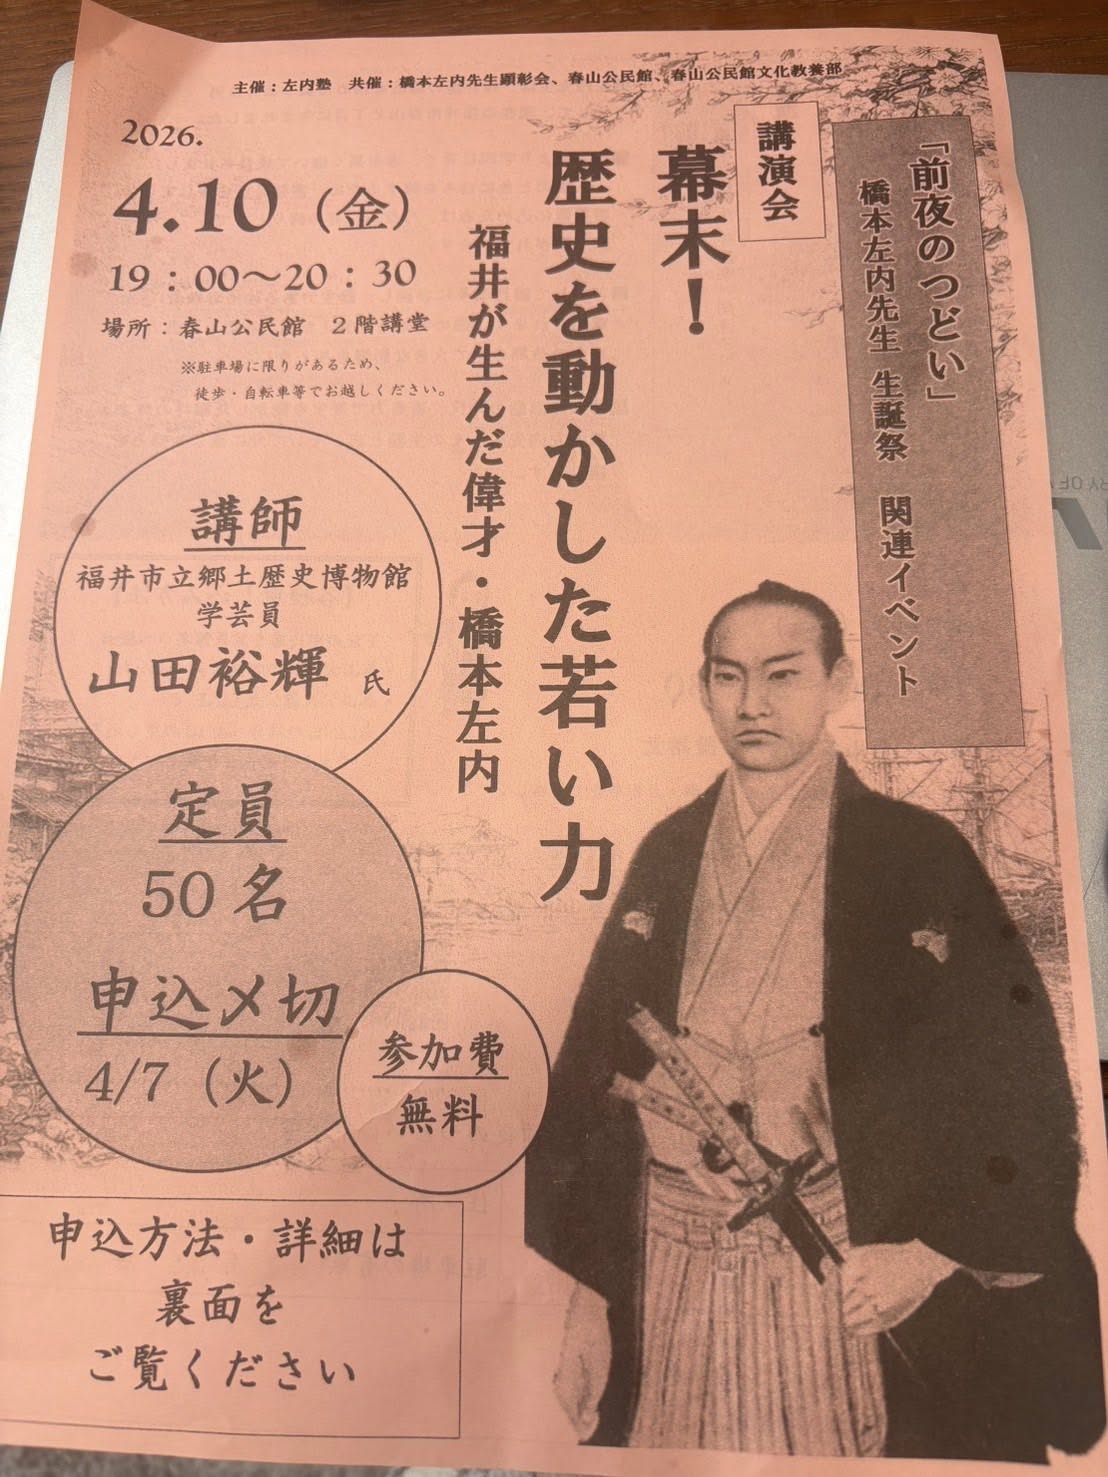 主催：左内塾　共催：橋本左内先生顕彰会、春山公民館、春山公民館文化教養部
「前夜のつどい」
橋本左内先生　生誕祭　関連イベント
講演会
幕末！
歴史を動かした若い力
福井が生んだ偉才・橋本左内
2026.
4.10（金）
19：00～20：30
場所：春山公民館　２階講堂
※駐車場に限りがあるため、
徒歩・自転車等でお越しください。
講師
福井市立郷土歴史博物館
学芸員
山田裕輝 氏
定員
50名
申込〆切
4/7（火）
参加費
無料
申込方法・詳細は
裏面を
ご覧ください